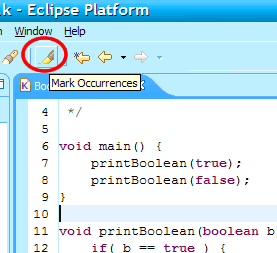 .k - Eclipse Platform
Window Help
Mark Occurrences
K Bo
4 */
5
6 void main() {
7 printBoolean(true);
8 printBoolean(false);
9 }
10
11 void printBoolean(boolean b
12 if( b == true ) {